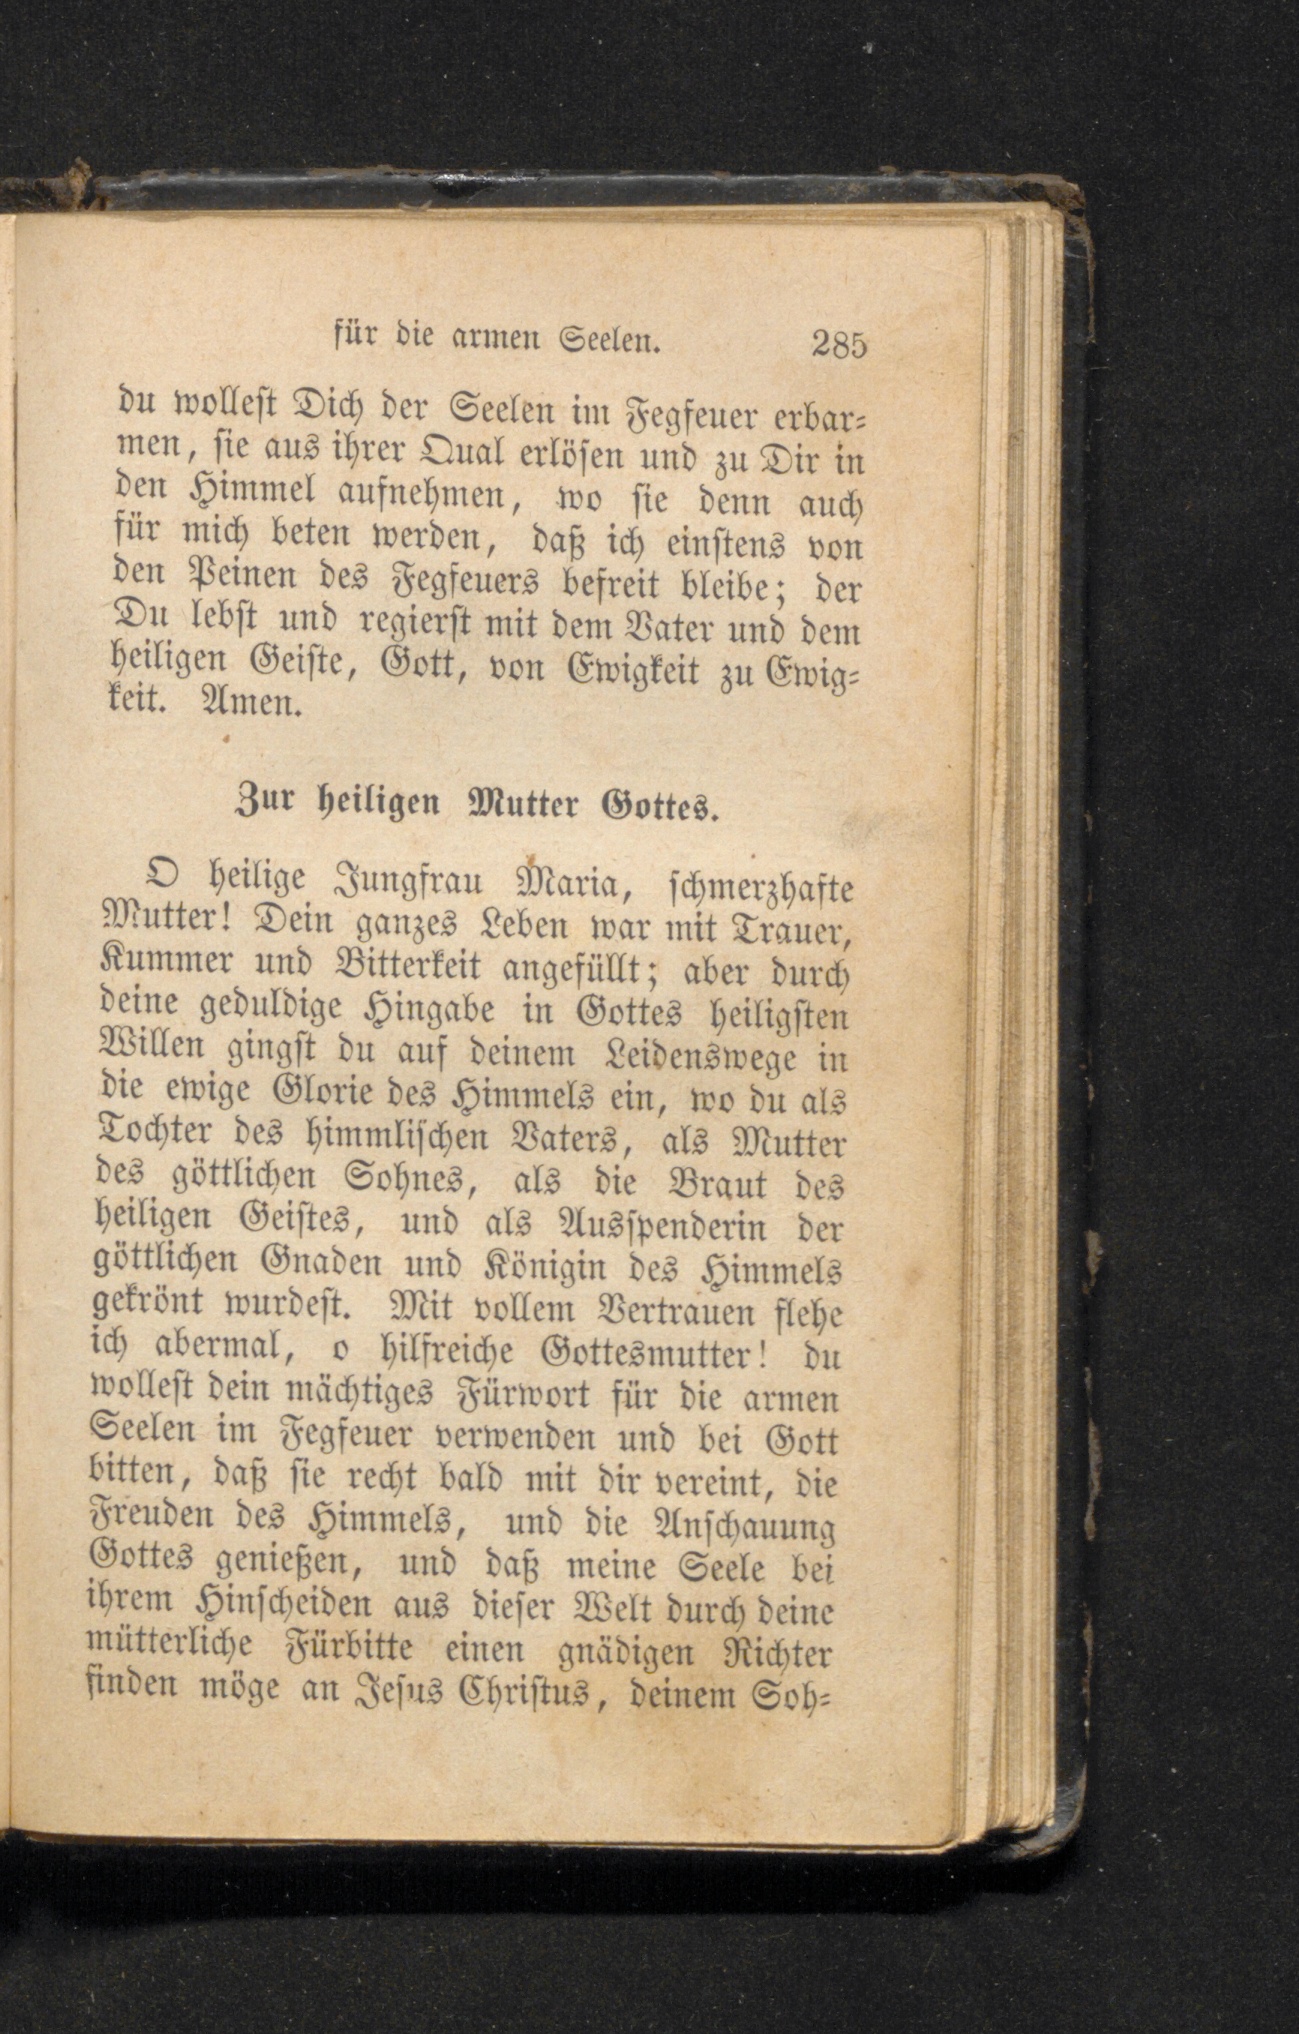 für die armen Seelen. 285
du wollest Dich der Seelen im Fegfeuer erbar-
men, sie aus ihrer Qual erlösen und zu Dir in
den Himmel aufnehmen, wo sie denn auch
für mich beten werden, daß ich einstens von
den Peinen des Fegfeuers befreit bleibe; der
Du lebst und regierst mit dem Vater und dem
heiligen Geiste, Gott, von Ewigkeit zu Ewig-
keit. Amen.
Zur heiligen Mutter Gottes.
O heilige Jungfrau Maria, schmerzhafte
Mutter! Dein ganzes Leben war mit Trauer,
Kummer und Bitterkeit angefüllt; aber durch
deine geduldige Hingabe in Gottes heiligsten
Willen gingst du auf deinem Leidenswege in
die ewige Glorie des Himmels ein, wo du als
Tochter des himmlischen Vaters, als Mutter
des göttlichen Sohnes, als die Braut des
heiligen Geistes, und als Ausspenderin der
göttlichen Gnaden und Königin des Himmels
gekrönt wurdest. Mit vollem Vertrauen flehe
ich abermal, o hilfreiche Gottesmutter! du
wollest dein mächtiges Fürwort für die armen
Seelen im Fegfeuer verwenden und bei Gott
bitten, daß sie recht bald mit dir vereint, die
Freuden des Himmels, und die Anschauung
Gottes genießen, und daß meine Seele bei
ihrem Hinscheiden aus dieser Welt durch deine
mütterliche Fürbitte einen gnädigen Richter
finden möge an Jesus Christus, deinem Soh-